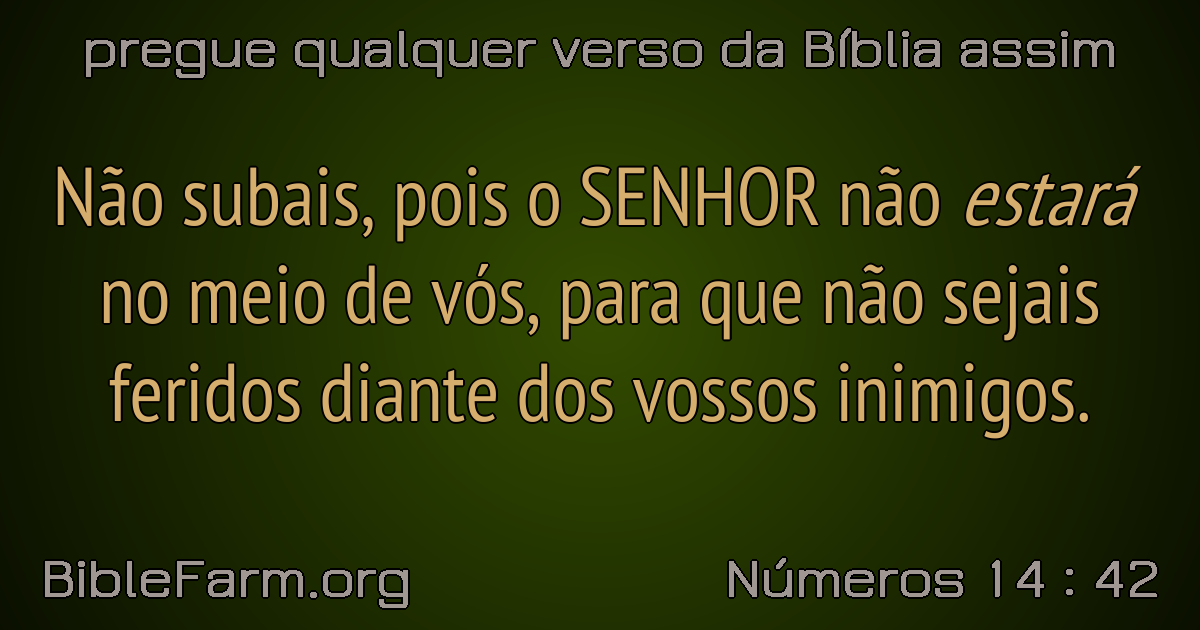 pregue qualquer verso da Bíblia assim
Não subais, pois o SENHOR não estará
no meio de vós, para que não sejais
feridos diante dos vossos inimigos.
BibleFarm.org
Números 14 : 42